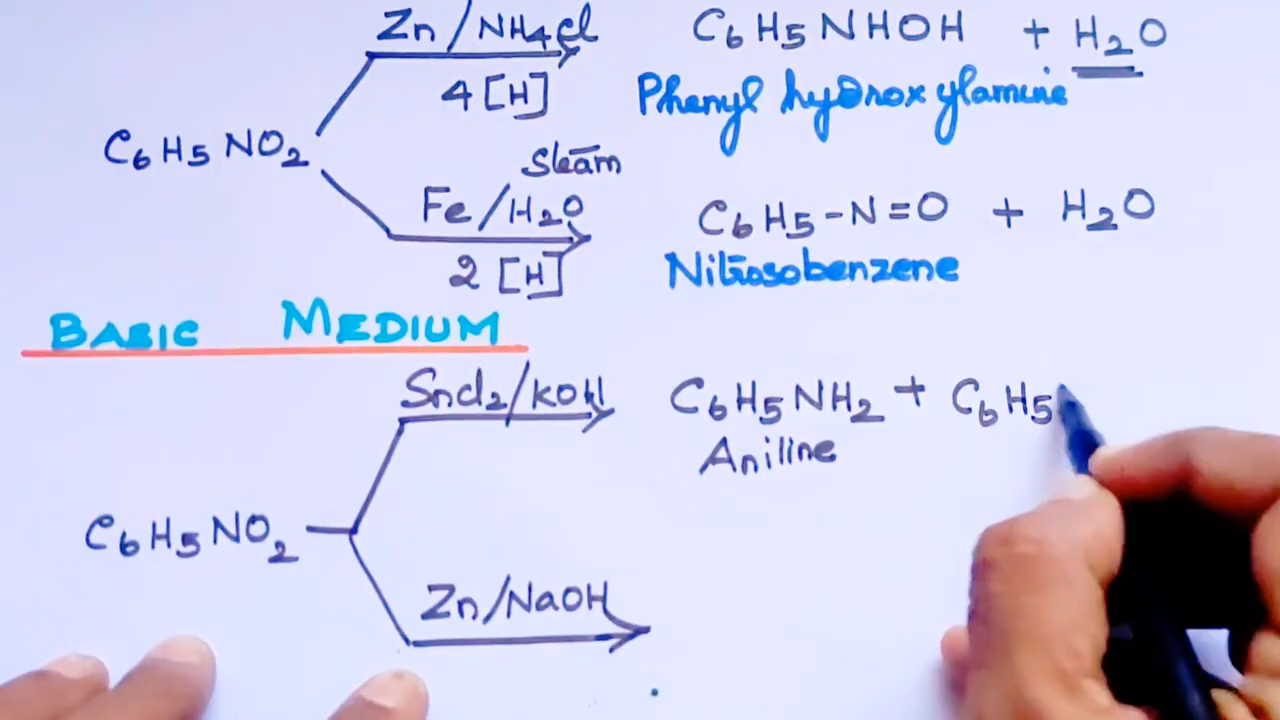 Zn/NH4Cl
4[H]
C6H5NHOH + H2O
Phenyl hydroxylamine
C6H5NO2
Steam
Fe/H2O
2[H]
C6H5-N=O + H2O
Nitrosobenzene
BASIC MEDIUM
SnCl2/KOH
C6H5NH2 + C6H5
Aniline
C6H5NO2
Zn/NaOH